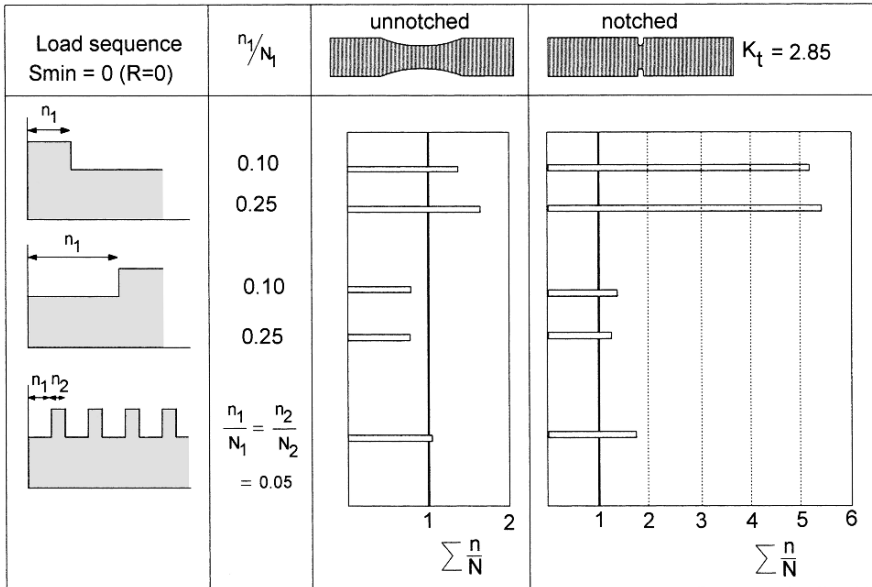 Load sequence
Smin = 0 (R=0)
n1/N1
unnotched
notched
Kt = 2.85
n1
0.10
0.25
n1
0.10
0.25
n1 n2
n1/N1 = n2/N2
= 0.05
1 2
∑ n/N
1 2 3 4 5 6
∑ n/N